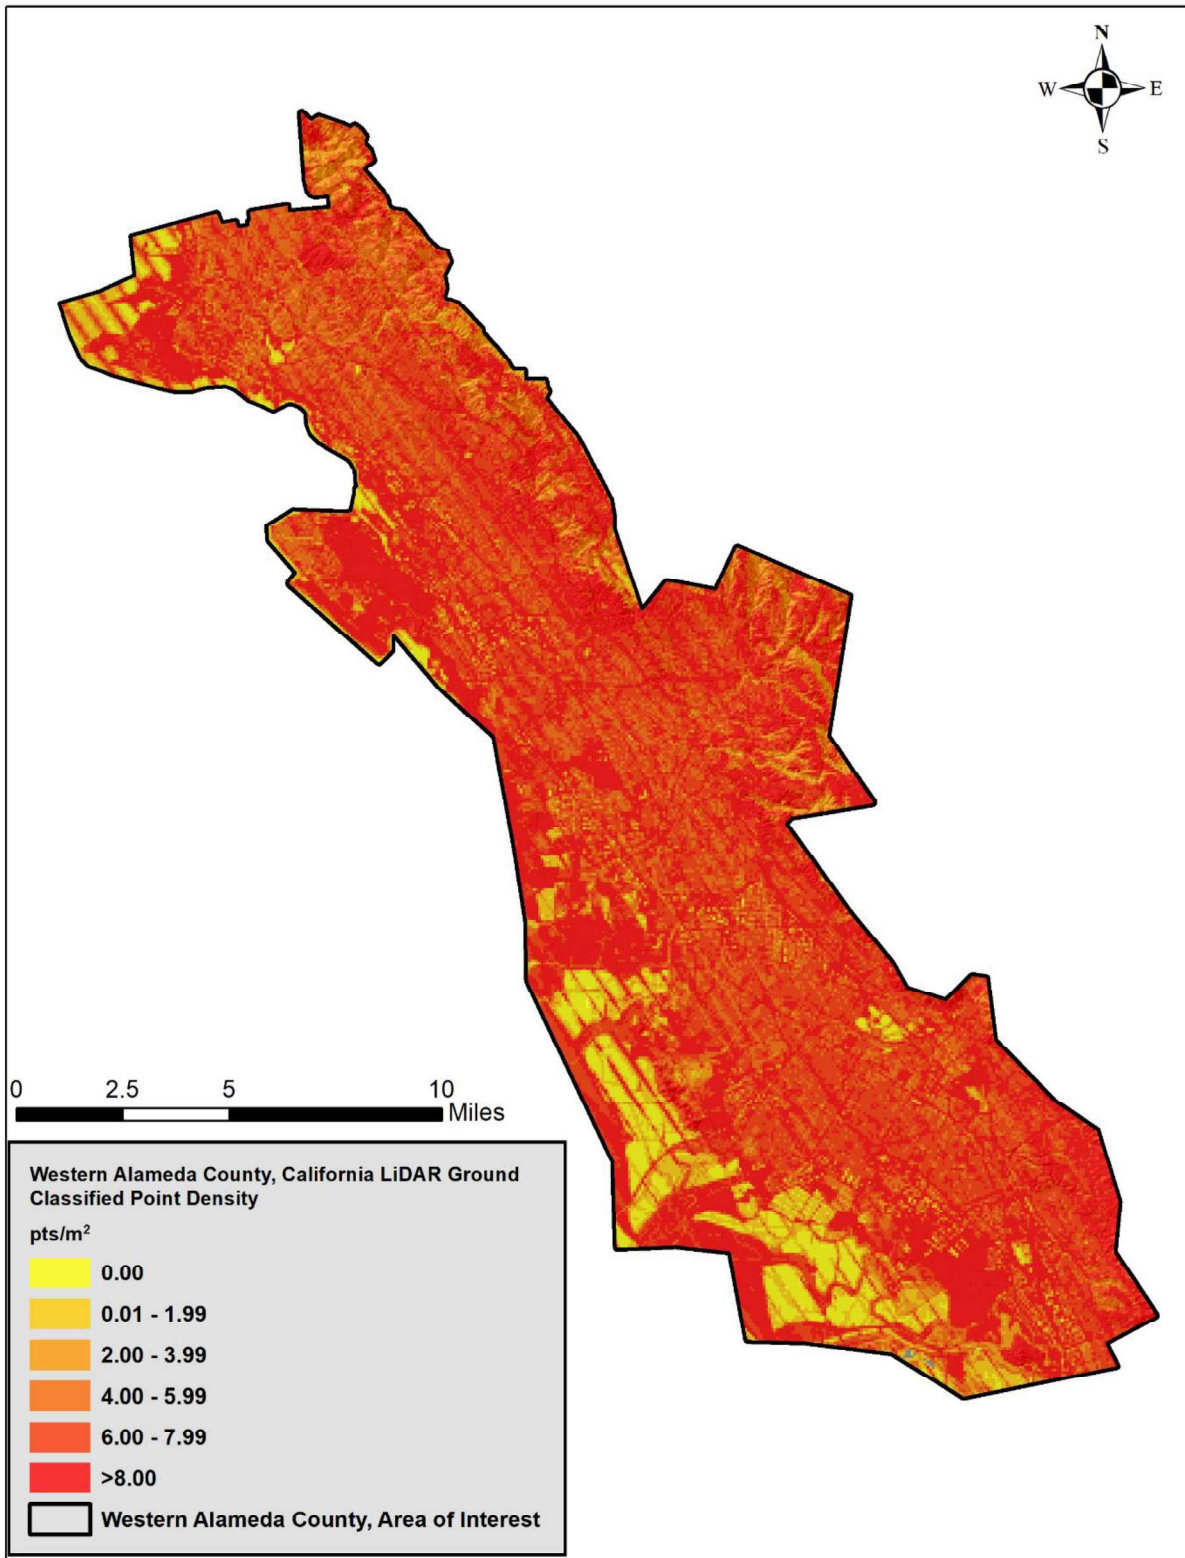 N
W E
S
0 2.5 5 10
Miles
Western Alameda County, California LiDAR Ground
Classified Point Density
pts/m²
0.00
0.01 - 1.99
2.00 - 3.99
4.00 - 5.99
6.00 - 7.99
>8.00
Western Alameda County, Area of Interest